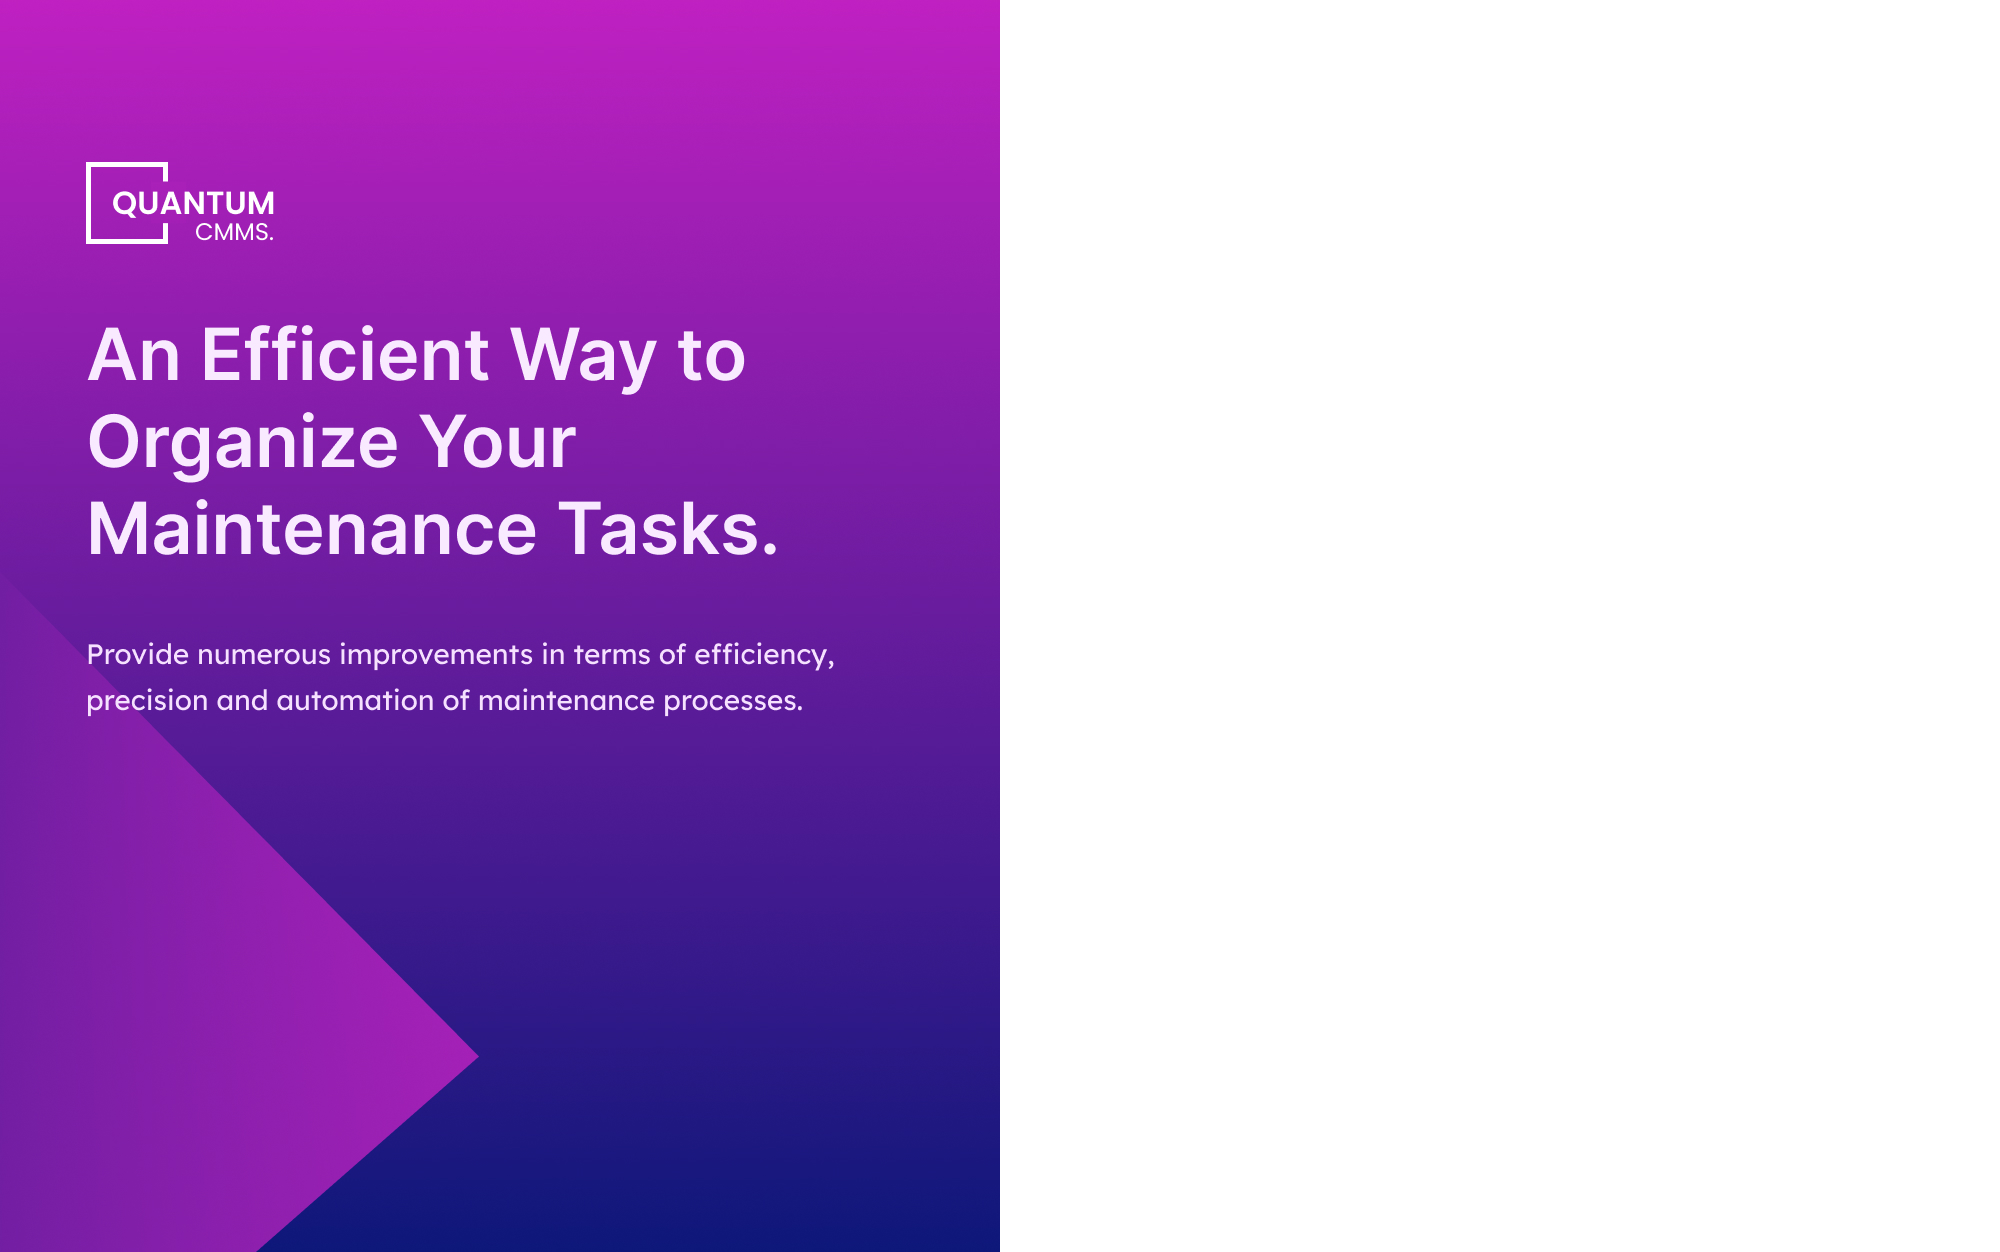 QUANTUM
CMMS.
An Efficient Way to
Organize Your
Maintenance Tasks.
Provide numerous improvements in terms of efficiency,
precision and automation of maintenance processes.